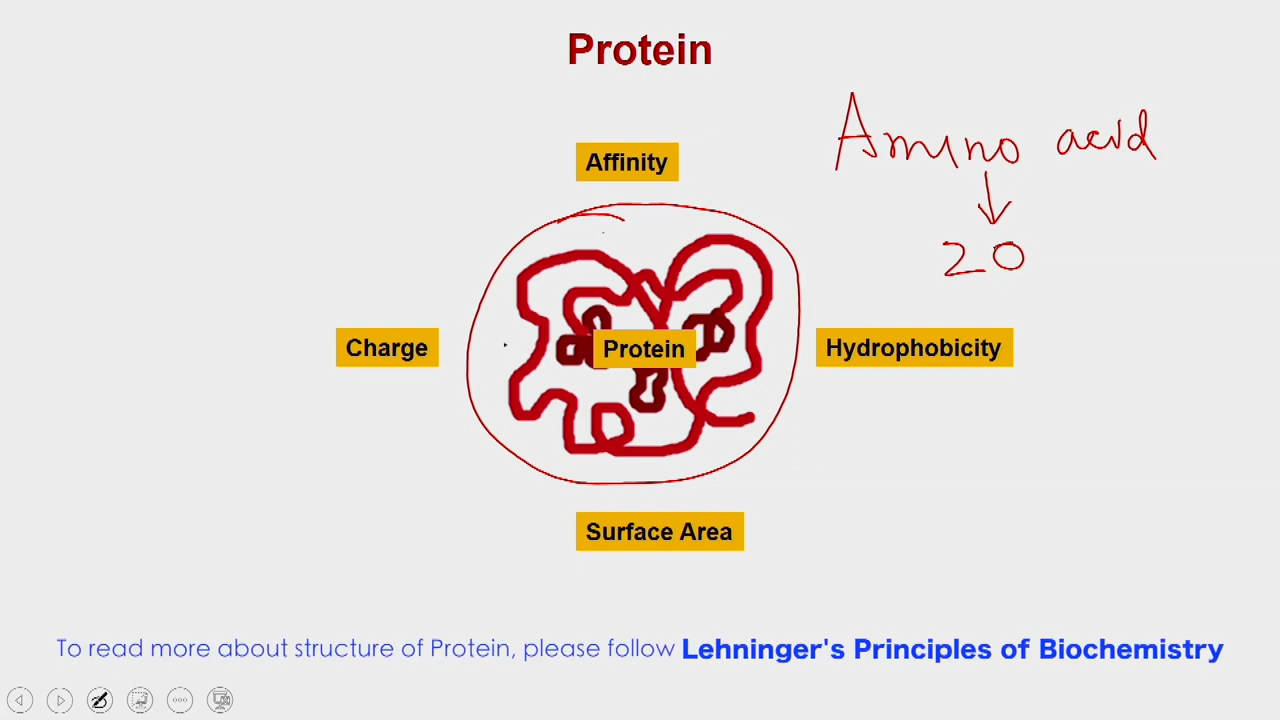 Protein
Amino acid
Affinity
20
Charge
Protein
Hydrophobicity
Surface Area
To read more about structure of Protein, please follow Lehninger's Principles of Biochemistry